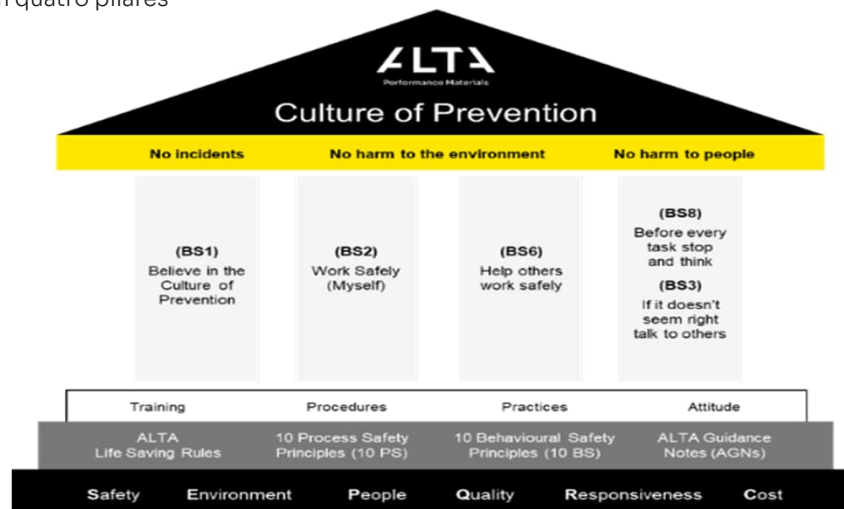 quatro pilares
ALTA
Performance Materials
Culture of Prevention
No incidents No harm to the environment No harm to people
(BS1)
Believe in the
Culture of
Prevention
(BS2)
Work Safely
(Myself)
(BS6)
Help others
work safely
(BS8)
Before every
task stop
and think
(BS3)
If it doesn't
seem right
talk to others
Training Procedures Practices Attitude
ALTA
Life Saving Rules
10 Process Safety
Principles (10 PS)
10 Behavioural Safety
Principles (10 BS)
ALTA Guidance
Notes (AGNs)
Safety Environment People Quality Responsiveness Cost